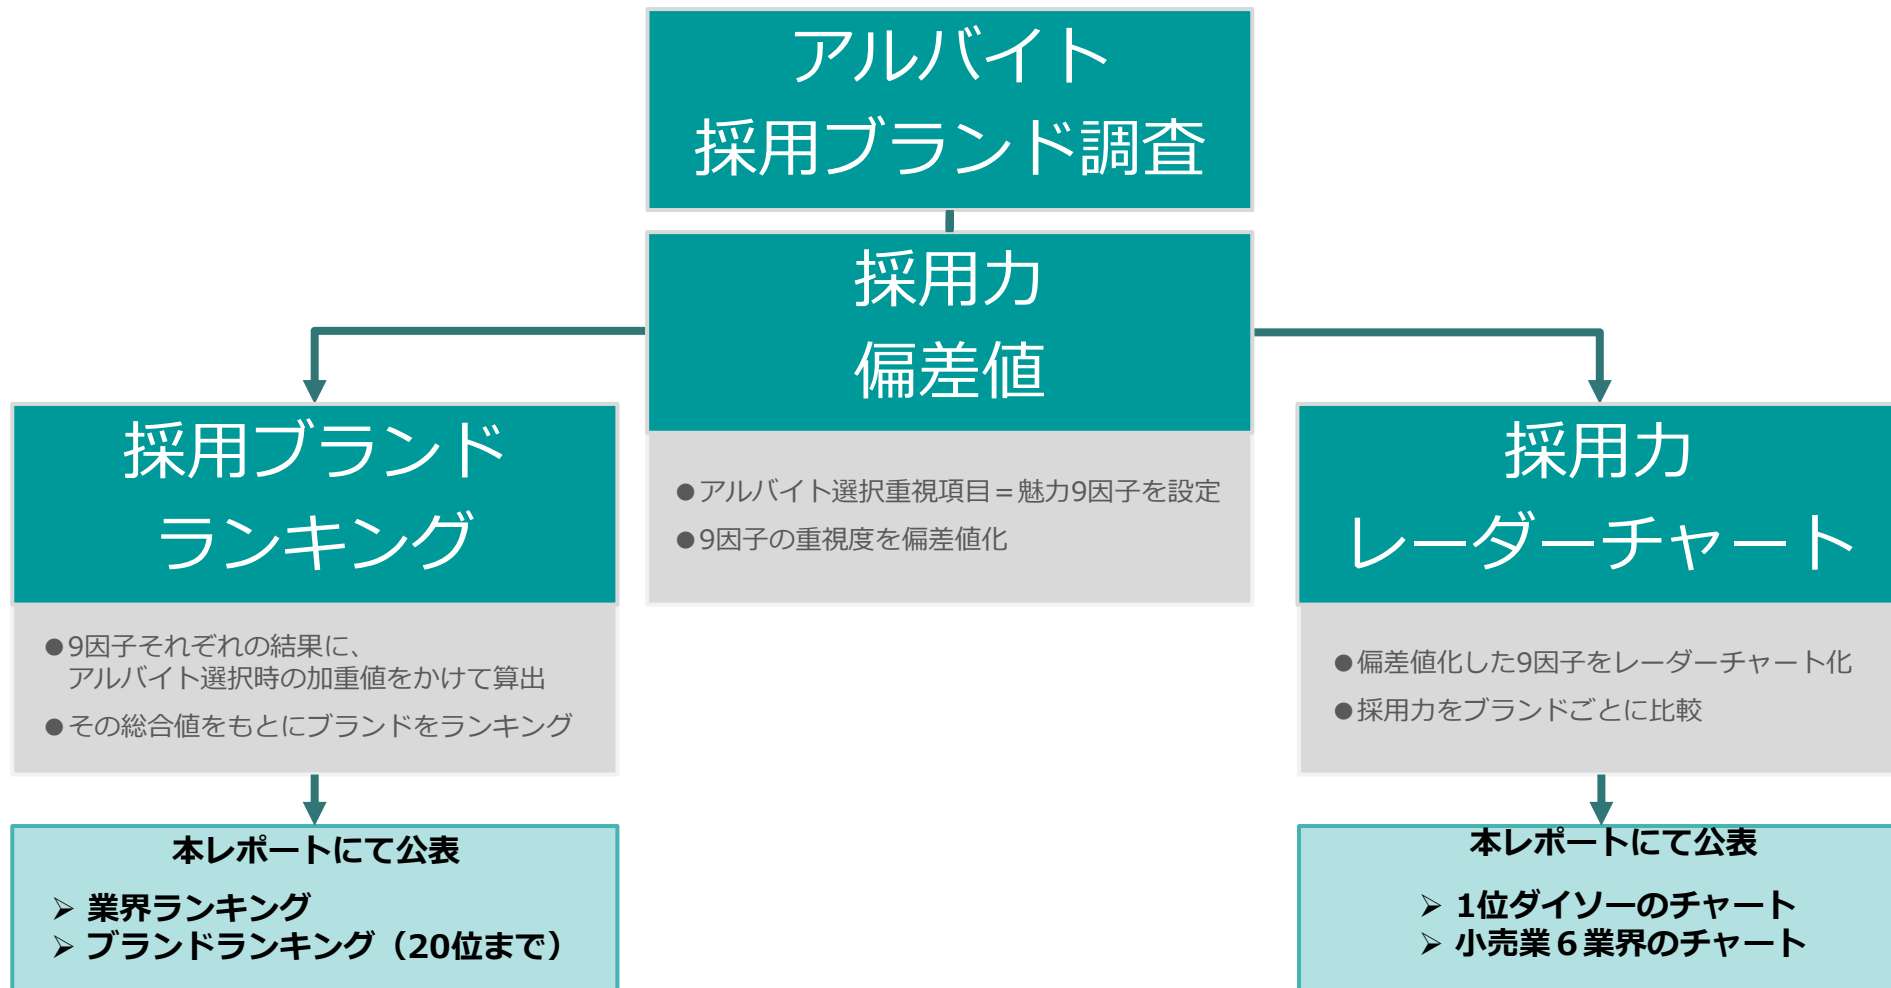 アルバイト
採用ブランド調査
採用力
偏差値
●アルバイト選択重視項目＝魅力9因子を設定
●9因子の重視度を偏差値化
採用ブランド
ランキング
●9因子それぞれの結果に、
アルバイト選択時の加重値をかけて算出
●その総合値をもとにブランドをランキング
本レポートにて公表
➢ 業界ランキング
➢ ブランドランキング（20位まで）
採用力
レーダーチャート
●偏差値化した9因子をレーダーチャート化
●採用力をブランドごとに比較
本レポートにて公表
➢ 1位ダイソーのチャート
➢ 小売業６業界のチャート